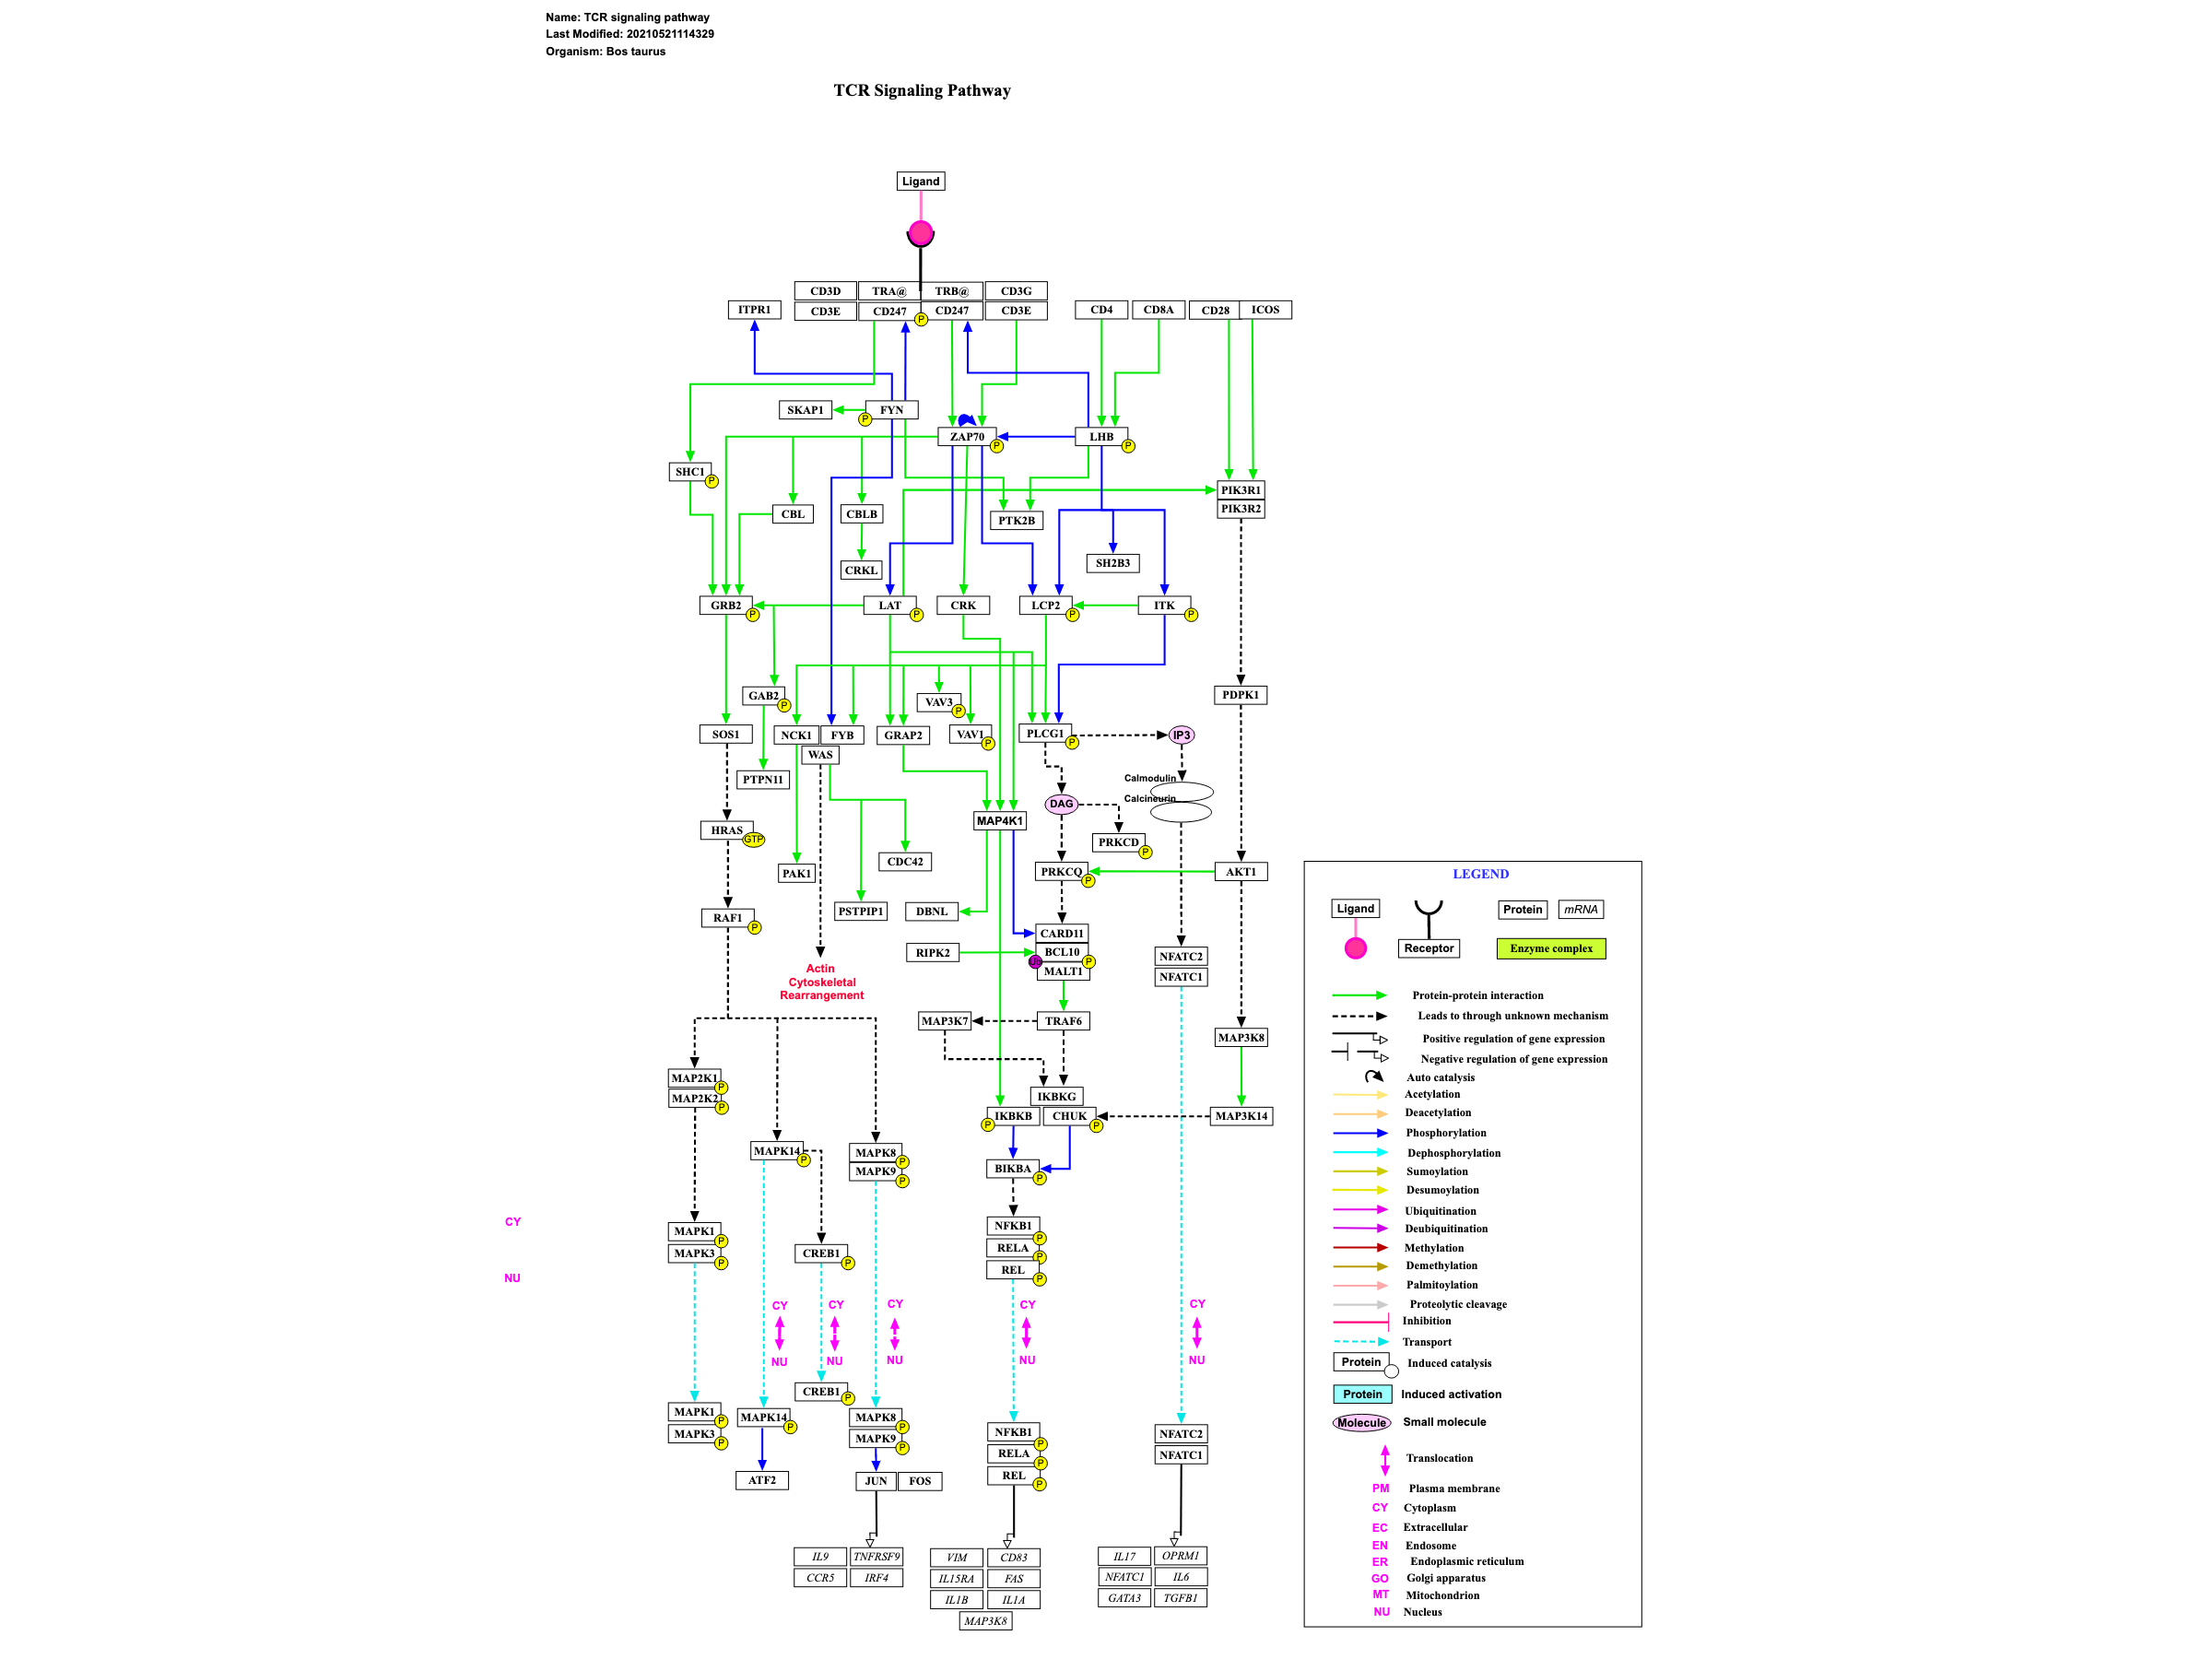 Name: TCR signaling pathway
Last Modified: 20210521114329
Organism: Bos taurus
TCR Signaling Pathway
Ligand
CD3D TRA@ TRB@ CD3G
ITPR1 CD3E CD247 P CD247 CD3E CD4 CD8A CD28 ICOS
SKAP1 FYN P
ZAP70 P LHB P
SHC1 P
PIK3R1
PIK3R2
CBL CBLB PTK2B
SH2B3
CRKL
GRB2 P LAT P CRK LCP2 P ITK P
GAB2 P VAV3 P PDPK1
SOS1 NCK1 FYB GRAP2 VAV1 P PLCG1 P IP3
WAS
PTPN11 Calmodulin
Calcineurin
DAG
MAP4K1
HRAS GTP PRKCD P
CDC42
PAK1 PRKCQ P AKT1
PSTPIP1 DBNL
RAF1 P
CARD11
RIPK2 BCL10 P
Ub MALT1
NFATC2
NFATC1
Actin
Cytoskeletal
Rearrangement
MAP3K7 TRAF6
MAP3K8
MAP2K1 P
MAP2K2 P
IKBKG
IKBKB P CHUK P MAP3K14
MAPK14 P MAPK8 P
MAPK9 P
BIKBA P
CY
NU
MAPK1 P
MAPK3 P
CREB1 P
NFKB1 P
RELA P
REL P
CY CY CY CY CY
NU NU NU NU NU
CREB1 P
MAPK1 P
MAPK3 P
MAPK14 P
MAPK8 P
MAPK9 P
NFKB1 P
RELA P
REL P
NFATC2
NFATC1
ATF2 JUN FOS
IL9 TNFRSF9
CCR5 IRF4
VIM CD83
IL15RA FAS
IL1B IL1A
MAP3K8
IL17 OPRM1
NFATC1 IL6
GATA3 TGFB1
LEGEND
Ligand Protein mRNA
Receptor Enzyme complex
Protein-protein interaction
Leads to through unknown mechanism
Positive regulation of gene expression
Negative regulation of gene expression
Auto catalysis
Acetylation
Deacetylation
Phosphorylation
Dephosphorylation
Sumoylation
Desumoylation
Ubiquitination
Deubiquitination
Methylation
Demethylation
Palmitoylation
Proteolytic cleavage
Inhibition
Transport
Protein Induced catalysis
Protein Induced activation
Molecule Small molecule
Translocation
PM Plasma membrane
CY Cytoplasm
EC Extracellular
EN Endosome
ER Endoplasmic reticulum
GO Golgi apparatus
MT Mitochondrion
NU Nucleus